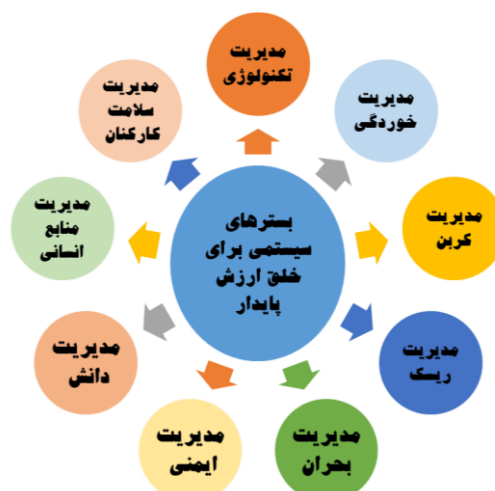 بسترهای
سیستمی برای
خلق ارزش
پایدار
مدیریت
تکنولوژی
مدیریت
خوردگی
مدیریت
کربن
مدیریت
ریسک
مدیریت
بحران
مدیریت
ایمنی
مدیریت
دانش
مدیریت
منابع
انسانی
مدیریت
سلامت
کارکنان